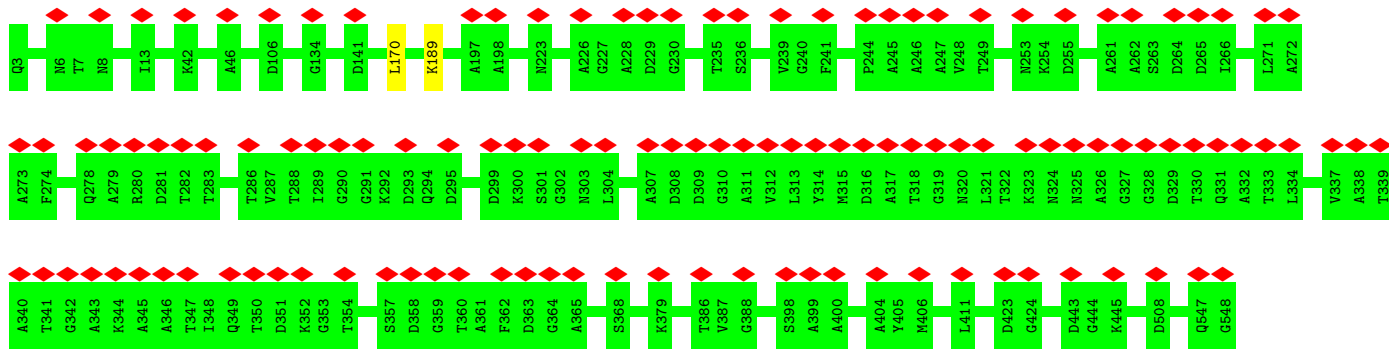 Q3 N6 T7 N8 I13 K42 A46 D106 G134 D141 L170 K189 A197 A198 N223 A226 G227 A228 D229 G230 T235 S236 V239 G240 F241 P244 A245 A246 A247 V248 T249 N253 K254 D255 A261 A262 S263 D264 D265 I266 L271 A272
A273 F274 Q278 A279 R280 D281 T282 T283 T286 V287 T288 I289 G290 G291 K292 D293 Q294 D295 D299 K300 S301 G302 N303 L304 A307 D308 D309 G310 A311 V312 L313 Y314 M315 D316 A317 T318 G319 N320 L321 T322 K323 N324 N325 A326 G327 G328 D329 T330 Q331 A332 T333 L334 V337 A338 T339
A340 T341 G342 A343 K344 A345 A346 T347 I348 Q349 T350 D351 K352 G353 T354 S357 D358 G359 T360 A361 F362 D363 G364 A365 S368 K379 T386 V387 G388 S398 A399 A400 A404 Y405 M406 L411 D423 G424 D443 G444 K445 D508 Q547 G548